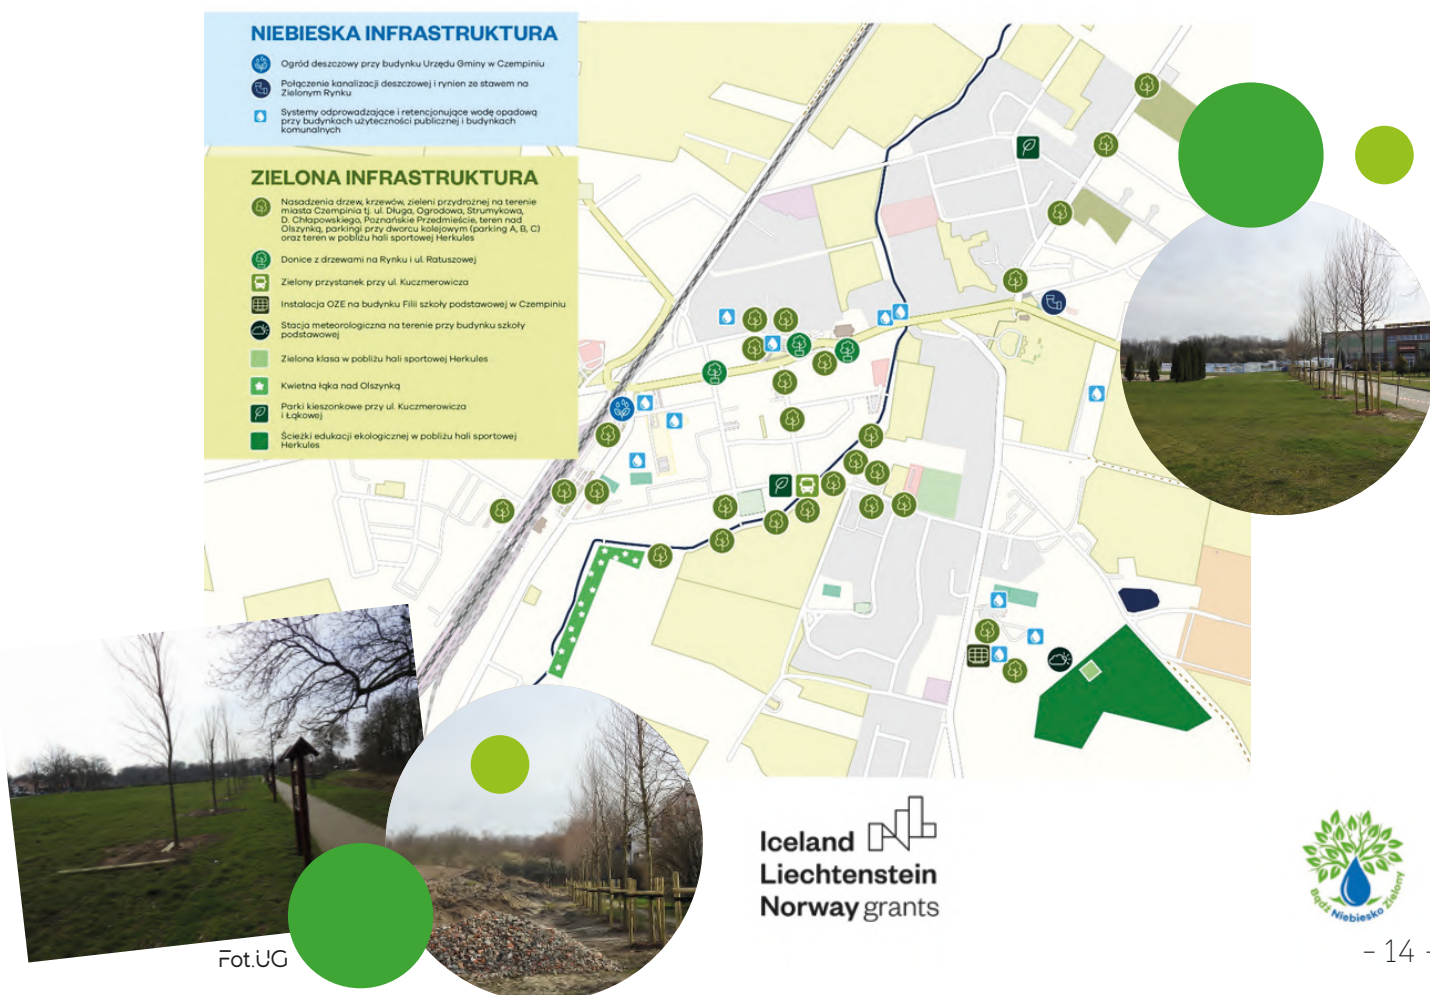 NIEBIESKA INFRASTRUKTURA
Ogród deszczowy przy budynku Urzędu Gminy w Czempiniu
Połączenie kanalizacji deszczowej i rynien ze stawem na
Zielonym Rynku
Systemy odprowadzające i retencjonujące wodę opadową
przy budynkach użyteczności publicznej i budynkach
komunalnych
ZIELONA INFRASTRUKTURA
Nasadzenia drzew, krzewów, zieleni przydrożnej na terenie
miasta Czempinia tj. ul. Długa, Ogrodowa, Strumykowa,
D. Chłapowskiego, Poznańskie Przedmieście, teren nad
Olszynką, parkingi przy dworcu kolejowym (parking A, B, C)
oraz teren w pobliżu hali sportowej Herkules
Donice z drzewami na Rynku i ul. Ratuszowej
Zielony przystanek przy ul. Kuczmerowicza
Instalacja OZE na budynku Filii szkoły podstawowej w Czempiniu
Stacja meteorologiczna na terenie przy budynku szkoły
podstawowej
Zielona klasa w pobliżu hali sportowej Herkules
Kwietna łąka nad Olszynką
Parki kieszonkowe przy ul. Kuczmerowicza
i Łąkowej
Ścieżki edukacji ekologicznej w pobliżu hali sportowej
Herkules
Iceland
Liechtenstein
Norway grants
Bądź Niebiesko Zielony
Fot.UG
- 14 -